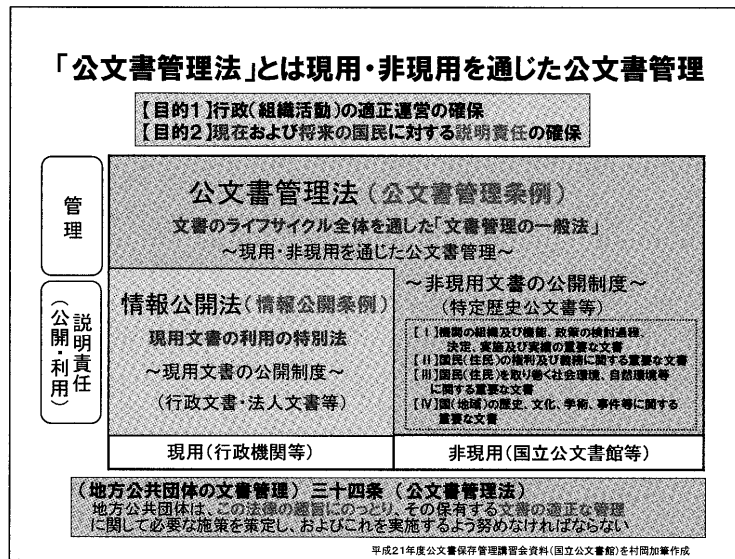 「公文書管理法」とは現用・非現用を通じた公文書管理
【目的1】行政(組織活動)の適正運営の確保
【目的2】現在および将来の国民に対する説明責任の確保
管理
公文書管理法(公文書管理条例)
文書のライフサイクル全体を通した「文書管理の一般法」
～現用・非現用を通じた公文書管理～
説明責任
(公開・利用)
情報公開法(情報公開条例)
現用文書の利用の特別法
～現用文書の公開制度～
(行政文書・法人文書等)
～非現用文書の公開制度～
(特定歴史公文書等)
【Ⅰ】機関の組織及び機能、政策の検討過程、
決定、実施及び実績の重要な文書
【Ⅱ】国民(住民)の権利及び義務に関する重要な文書
【Ⅲ】国民(住民)を取り巻く社会環境、自然環境等
に関する重要な文書
【Ⅳ】国(地域)の歴史、文化、学術、事件等に関する
重要な文書
現用(行政機関等)
非現用(国立公文書館等)
(地方公共団体の文書管理) 三十四条 (公文書管理法)
地方公共団体は、この法律の趣旨にのっとり、その保有する文書の適正な管理
に関して必要な施策を策定し、およびこれを実施するよう努めなければならない
平成21年度公文書保存管理講習会資料(国立公文書館)を村岡加筆作成